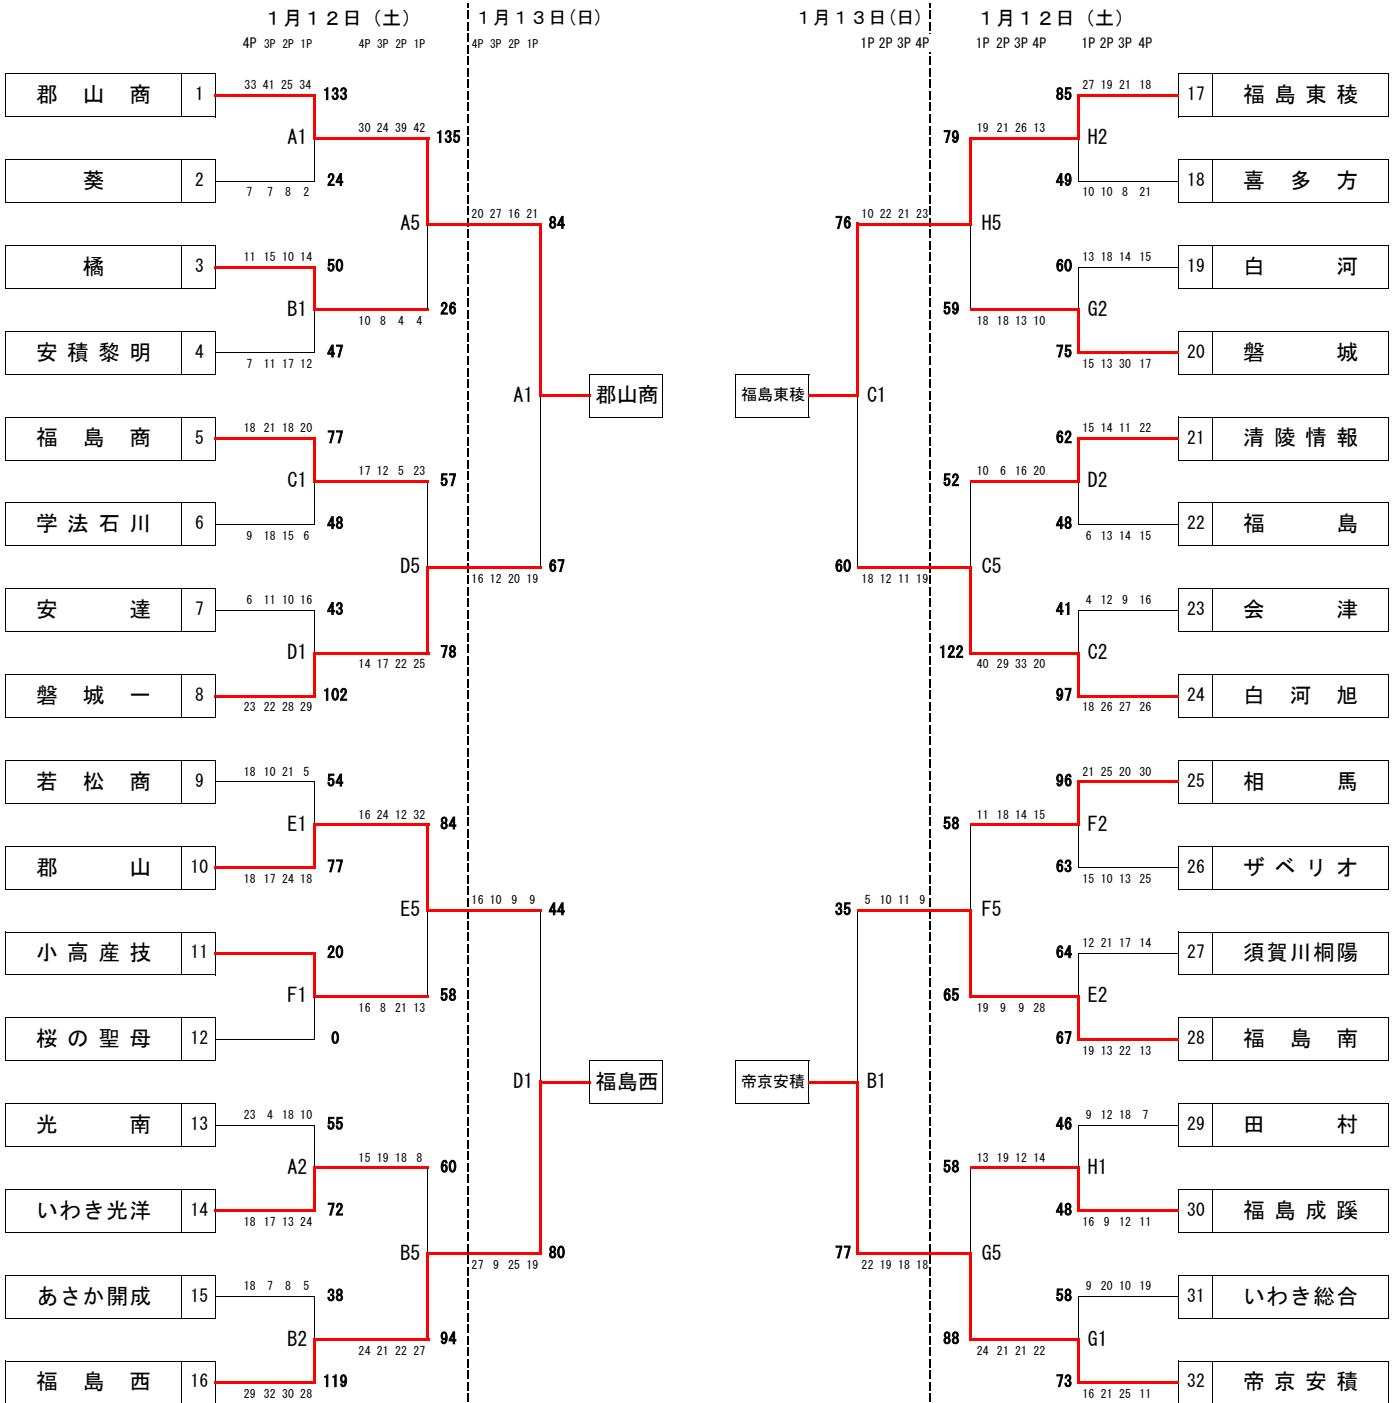 １月１２日（土） １月１３日(日) １月１３日(日) １月１２日（土）
4P 3P 2P 1P 4P 3P 2P 1P 4P 3P 2P 1P 1P 2P 3P 4P 1P 2P 3P 4P 1P 2P 3P 4P
郡山商 1 33 41 25 34 133 85 27 19 21 18 17 福島東稜
A1 30 24 39 42 135 79 19 21 26 13 H2
葵 2 7 7 8 2 24 49 10 10 8 21 18 喜多方
A5 20 27 16 21 84 76 10 22 21 23 H5
橘 3 11 15 10 14 50 60 13 18 14 15 19 白河
B1 10 8 4 4 26 59 18 18 13 10 G2
安積黎明 4 7 11 17 12 47 75 15 13 30 17 20 磐城
A1 郡山商 福島東稜 C1
福島商 5 18 21 18 20 77 62 15 14 11 22 21 清陵情報
C1 17 12 5 23 57 52 10 6 16 20 D2
学法石川 6 9 18 15 6 48 48 6 13 14 15 22 福島
D5 16 12 20 19 67 60 18 12 11 19 C5
安達 7 6 11 10 16 43 41 4 12 9 16 23 会津
D1 14 17 22 25 78 122 40 29 33 20 C2
磐城一 8 23 22 28 29 102 97 18 26 27 26 24 白河旭
若松商 9 18 10 21 5 54 96 21 25 20 30 25 相馬
E1 16 24 12 32 84 58 11 18 14 15 F2
郡山 10 18 17 24 18 77 63 15 10 13 25 26 ザベリオ
E5 16 10 9 9 44 35 5 10 11 9 F5
小高産技 11 20 64 12 21 17 14 27 須賀川桐陽
F1 16 8 21 13 58 65 19 9 9 28 E2
桜の聖母 12 0 67 19 13 22 13 28 福島南
D1 福島西 帝京安積 B1
光南 13 23 4 18 10 55 46 9 12 18 7 29 田村
A2 15 19 18 8 60 58 13 19 12 14 H1
いわき光洋 14 18 17 13 24 72 48 16 9 12 11 30 福島成蹊
B5 27 9 25 19 80 77 22 19 18 18 G5
あさか開成 15 18 7 8 5 38 58 9 20 10 19 31 いわき総合
B2 24 21 22 27 94 88 24 21 21 22 G1
福島西 16 29 32 30 28 119 73 16 21 25 11 32 帝京安積